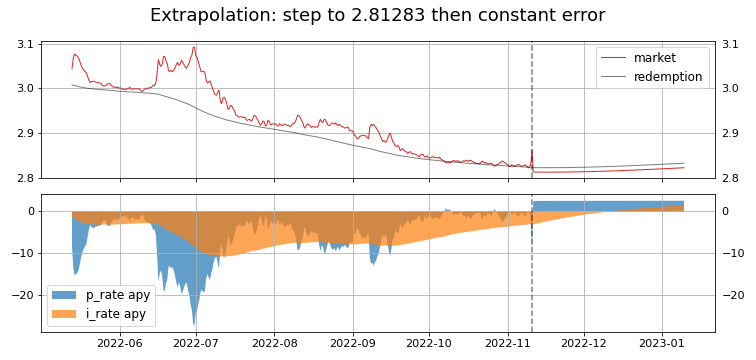 Extrapolation: step to 2.81283 then constant error
3.1 3.1
market
redemption
3.0 3.0
2.9 2.9
2.8 2.8
0 0
−10 −10
p_rate apy
−20 −20
i_rate apy
2022-06 2022-07 2022-08 2022-09 2022-10 2022-11 2022-12 2023-01